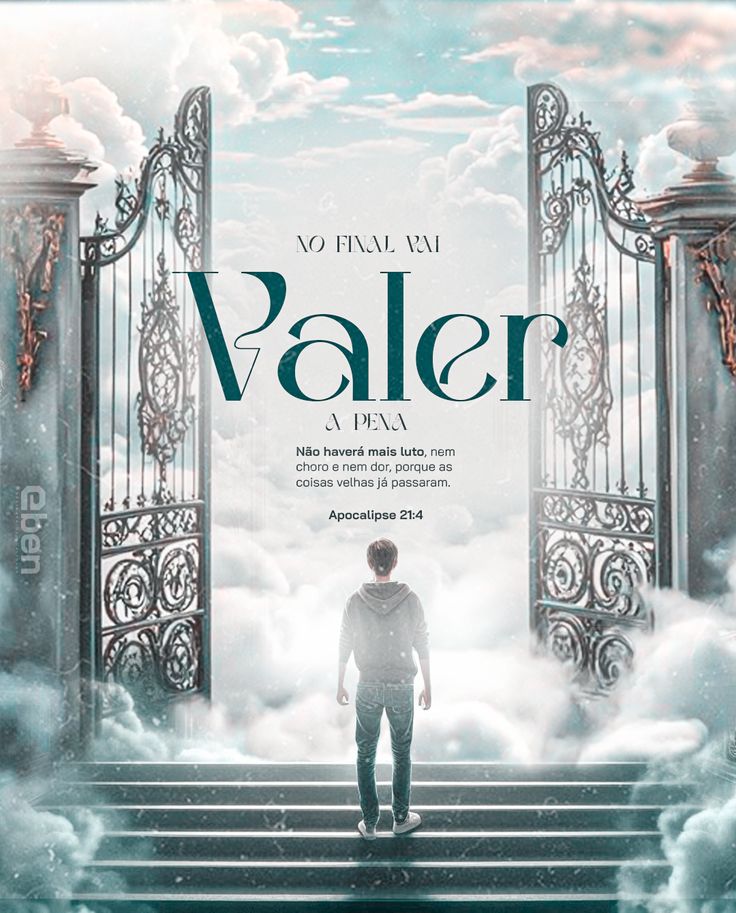 NO FINAL VAI
Valer
A PENA
Não haverá mais luto, nem
choro e nem dor, porque as
coisas velhas já passaram.
Apocalipse 21:4
eben